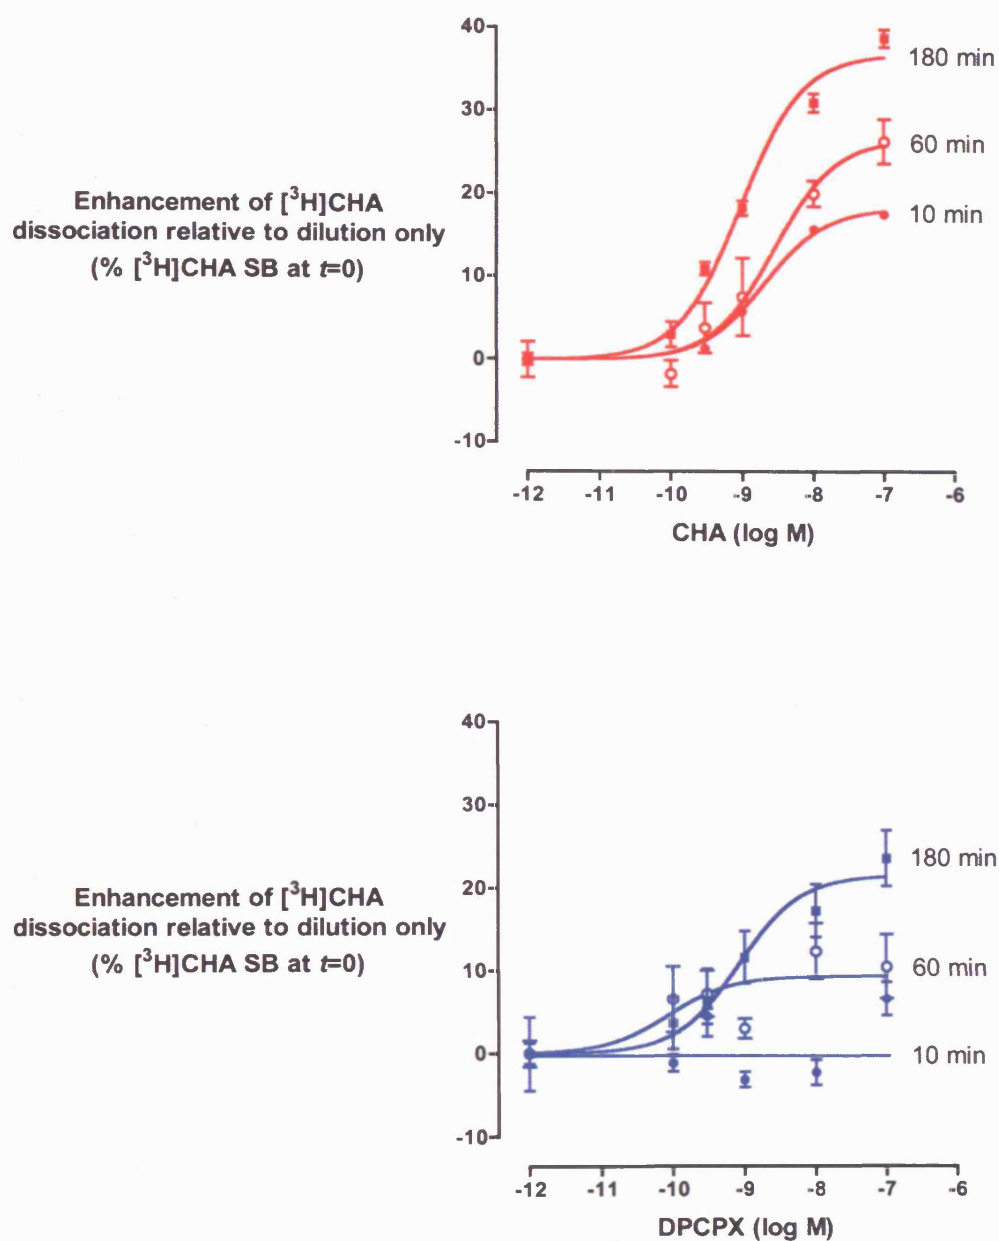 40
30
20
10
0
-10
Enhancement of [³H]CHA
dissociation relative to dilution only
(% [³H]CHA SB at t=0)
180 min
60 min
10 min
-12 -11 -10 -9 -8 -7 -6
CHA (log M)
40
30
20
10
0
-10
Enhancement of [³H]CHA
dissociation relative to dilution only
(% [³H]CHA SB at t=0)
180 min
60 min
10 min
-12 -11 -10 -9 -8 -7 -6
DPCPX (log M)